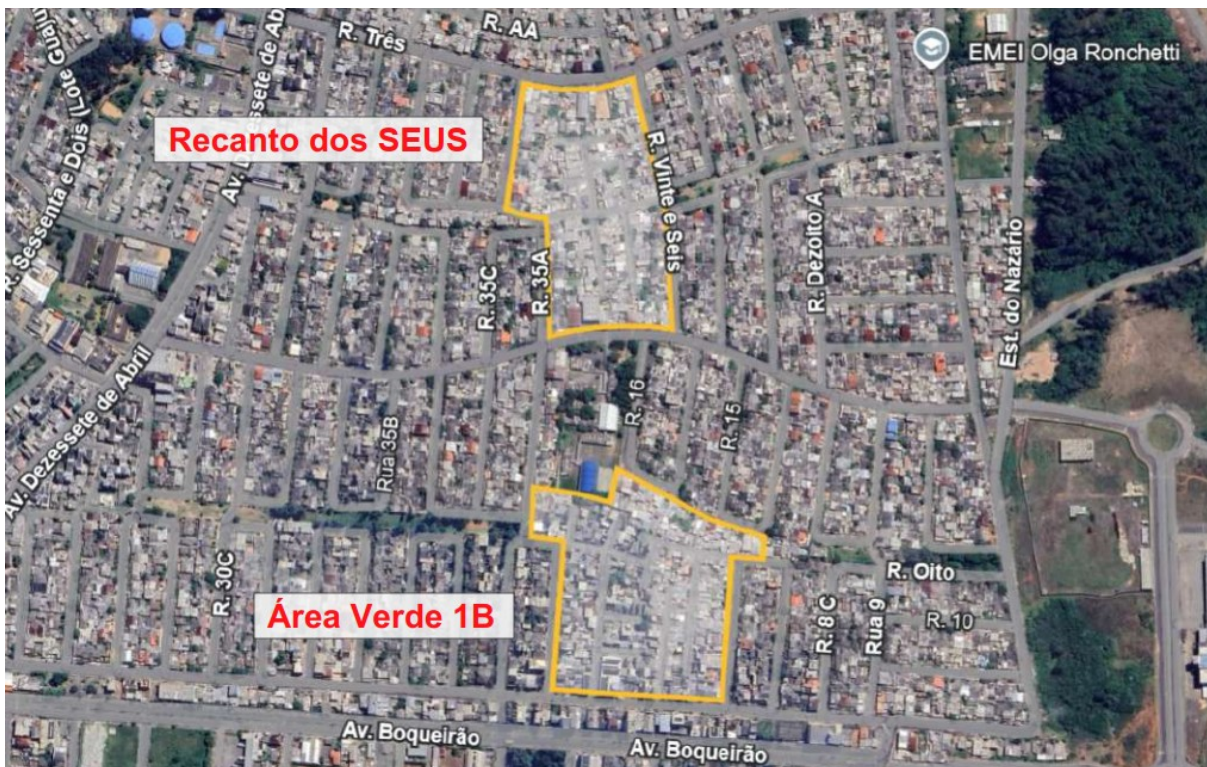 R. Três
R. AA
EMEI Olga Ronchetti
Recanto dos SEUS
R. Sessenta e Dois (Lote
Av. Dezessete de
R. Vinte e Seis
R. Dezoito A
R. 35C
R. 35A
Est. do Nazário
Av. Dezessete de Abril
Rua 35B
R. 16
R. 15
R. 30C
Área Verde 1B
R. Oito
R. 8C
Rua 9
R. 10
Av. Boqueirão
Av. Boqueirão